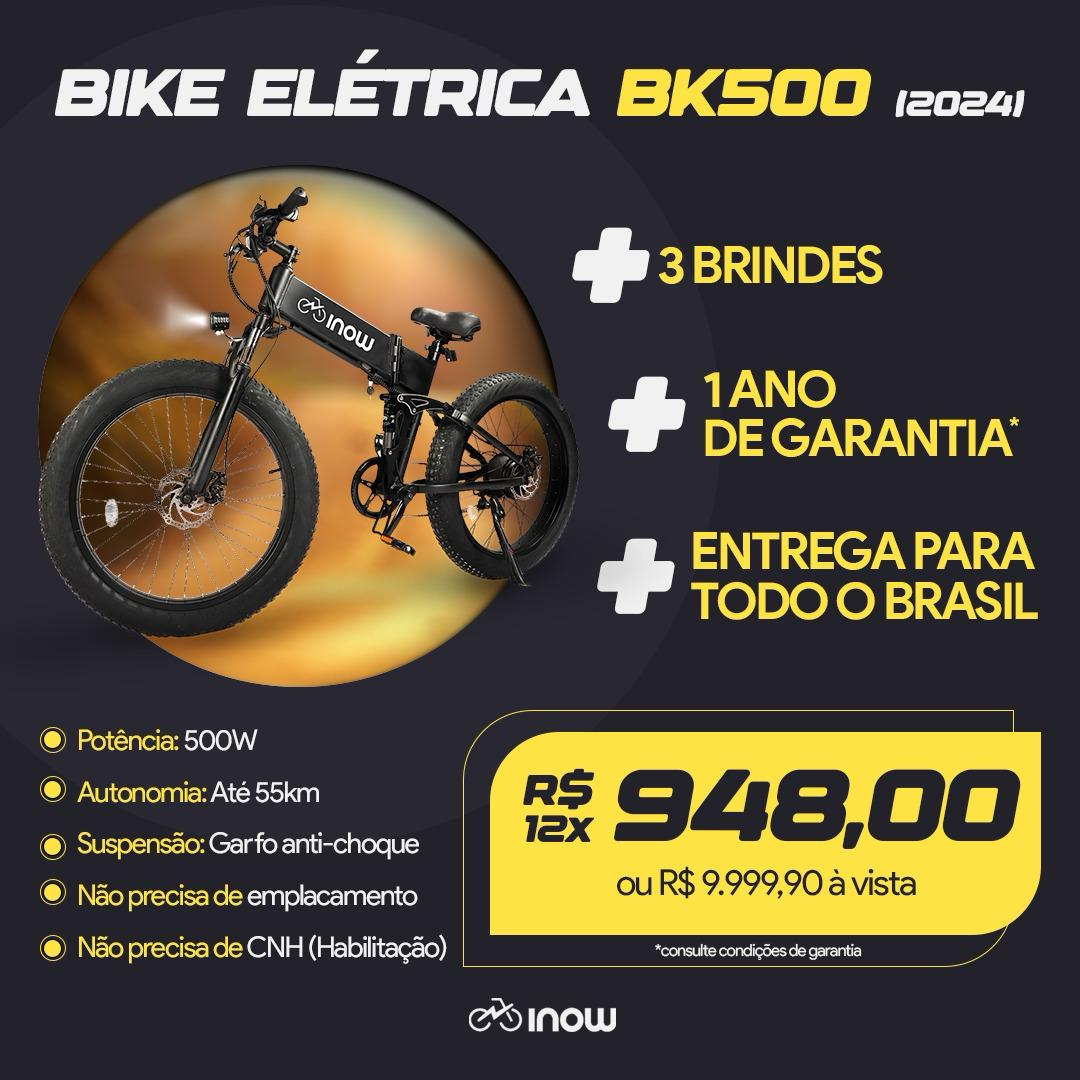 BIKE ELÉTRICA BK500 (2024)
inow
+ 3 BRINDES
+ 1 ANO
DE GARANTIA*
+ ENTREGA PARA
TODO O BRASIL
Potência: 500W
Autonomia: Até 55km
Suspensão: Garfo anti-choque
Não precisa de emplacamento
Não precisa de CNH (Habilitação)
R$
12X 948,00
ou R$ 9.999,90 à vista
*consulte condições de garantia
inow